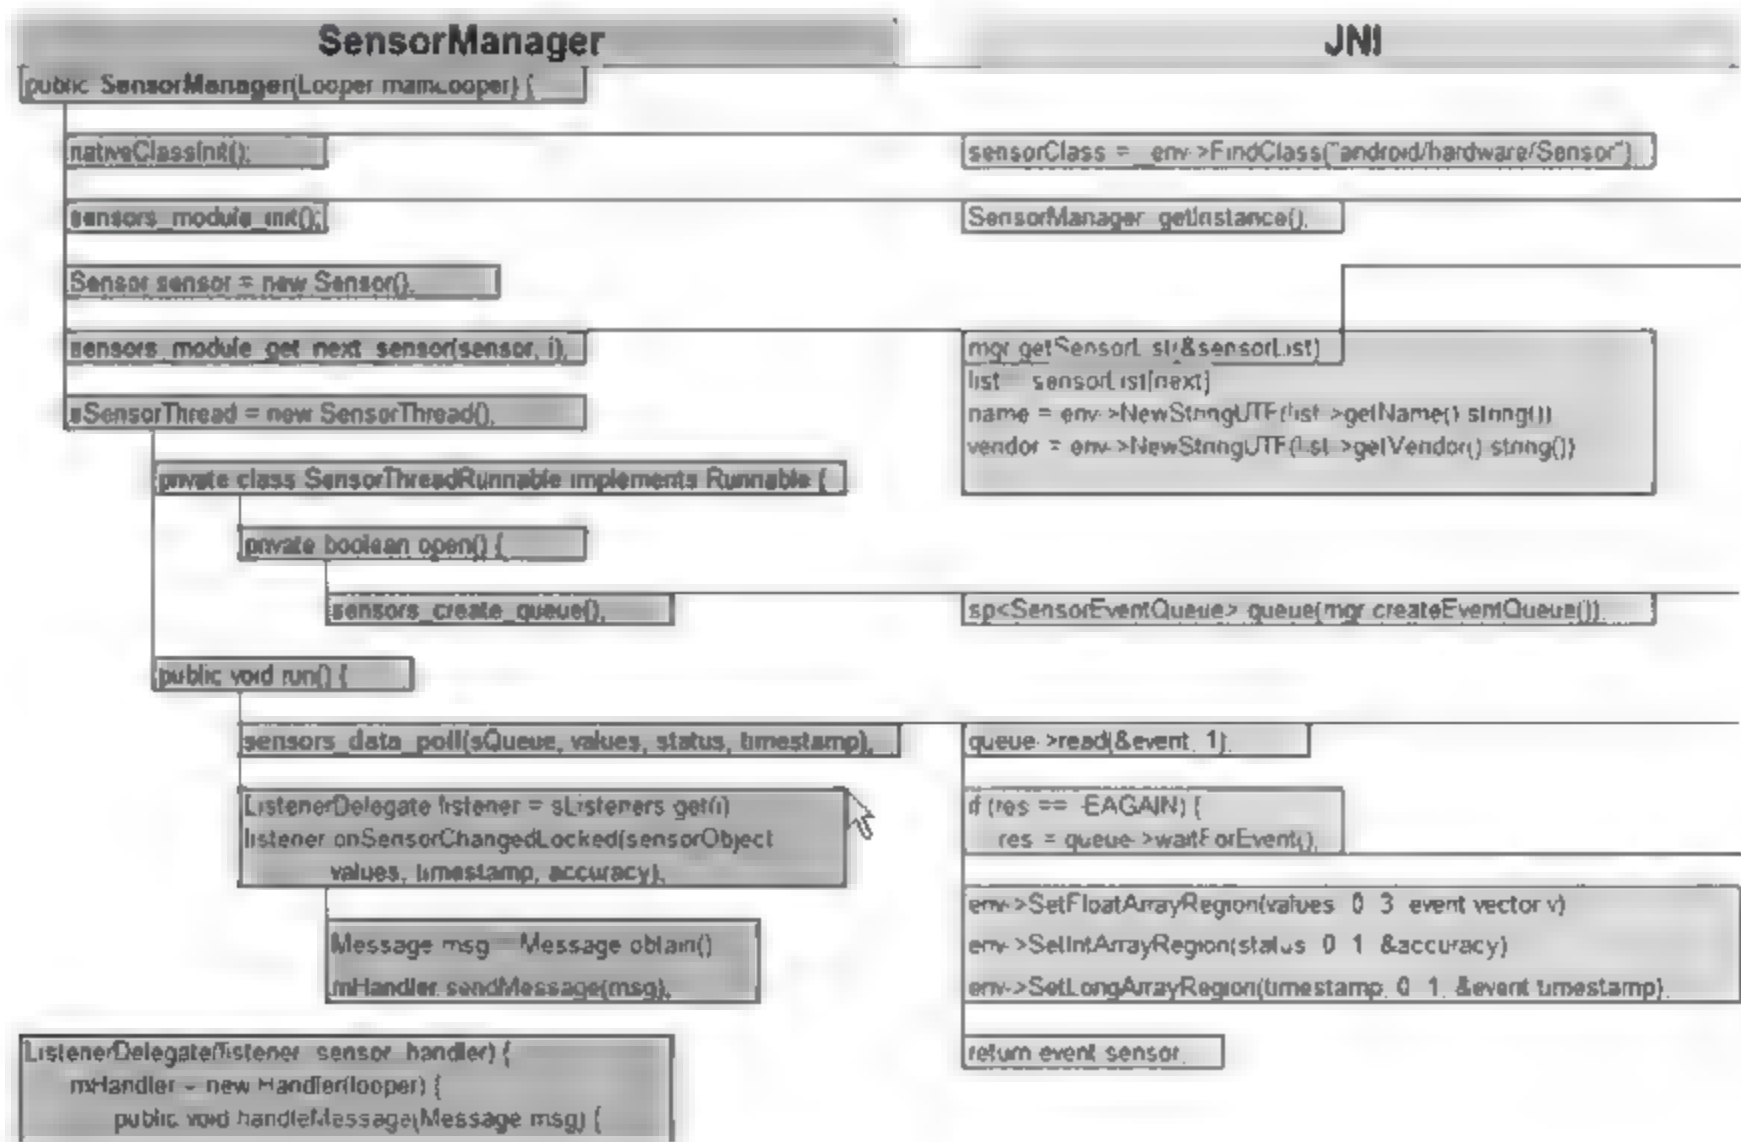 SensorManager
JNI
public SensorManager(Looper mainLooper) {
nativeClassInit();
sensorClass = _env->FindClass("android/hardware/Sensor")
sensors_module_init();
SensorManager getInstance();
Sensor sensor = new Sensor();
sensors_module_get_next_sensor(sensor, i);
mgr getSensorList(&sensorList)
list = sensorList[next]
name = env->NewStringUTF(list->getName() string())
vendor = env->NewStringUTF(list->getVendor() string())
sSensorThread = new SensorThread();
private class SensorThreadRunnable implements Runnable {
private boolean open() {
sensors_create_queue();
sp<SensorEventQueue> queue(mgr createEventQueue());
public void run() {
sensors_data_poll(sQueue, values, status, timestamp);
queue->read(&event, 1);
ListenerDelegate listener = sListeners get(i)
listener onSensorChangedLocked(sensorObject
values, timestamp, accuracy);
if (res == -EAGAIN) {
res = queue->waitForEvent();
Message msg = Message obtain()
mHandler sendMessage(msg);
env->SetFloatArrayRegion(values 0 3 event vector v)
env->SetIntArrayRegion(status 0 1 &accuracy)
env->SetLongArrayRegion(timestamp, 0 1, &event timestamp)
return event sensor
ListenerDelegate(listener sensor handler) {
mHandler = new Handler(looper) {
public void handleMessage(Message msg) {